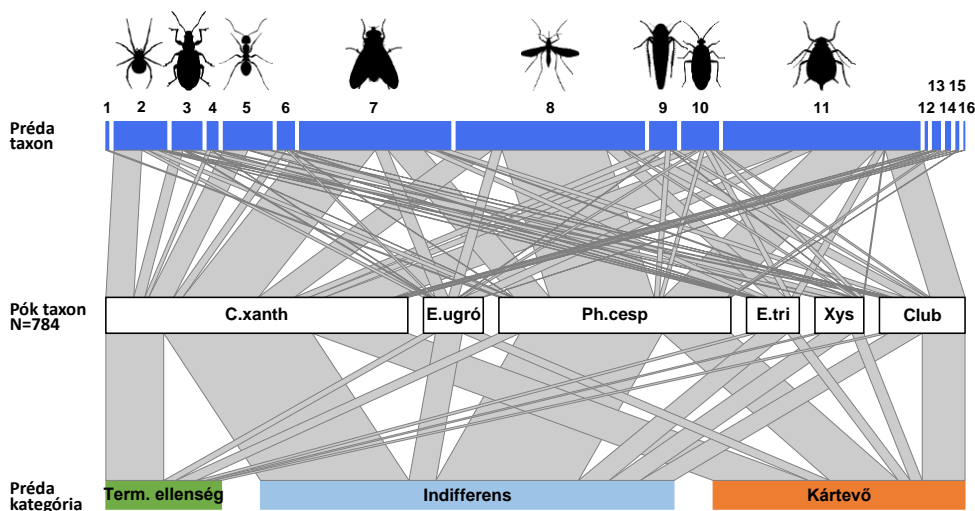 13 15
1 2 3 4 5 6 7 8 9 10 11 12 14 16
Préda
taxon
Pók taxon
N=784
C.xanth E.ugró Ph.cesp E.tri Xys Club
Préda
kategória
Term. ellenség Indifferens Kártevő